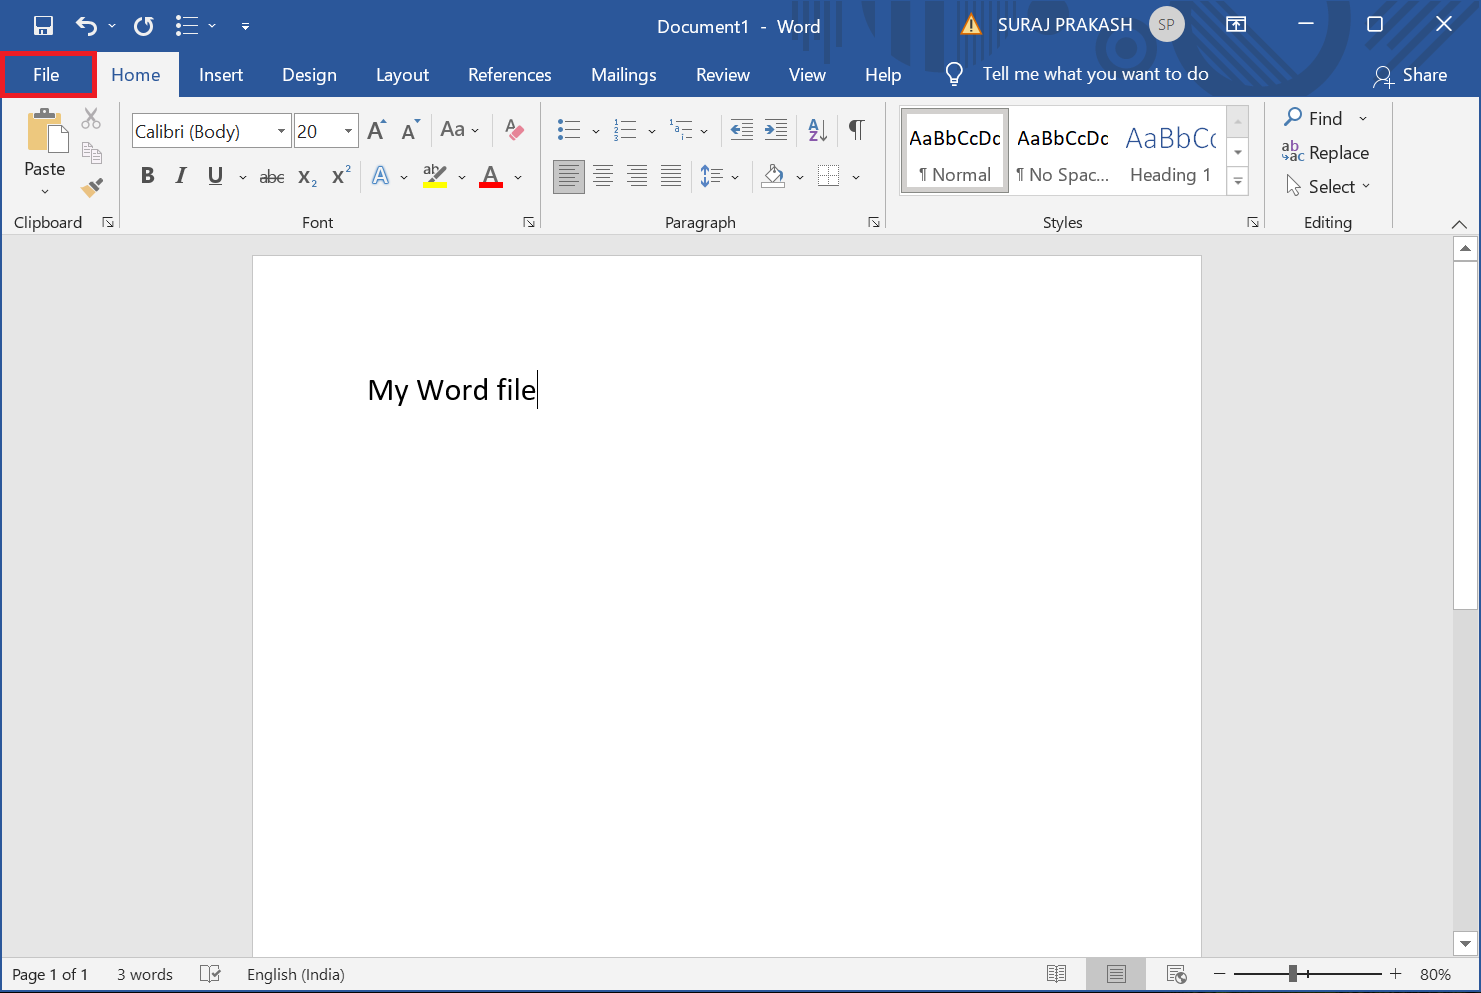 Document1 - Word
SURAJ PRAKASH SP
File Home Insert Design Layout References Mailings Review View Help Tell me what you want to do Share
Paste
Clipboard
Calibri (Body) 20 Aa
B I U abc X₂ X² A ab A
Font
Paragraph
AaBbCcDc AaBbCcDc AaBbCc
¶ Normal ¶ No Spac... Heading 1
Styles
Find
Replace
Select
Editing
My Word file
Page 1 of 1 3 words English (India) 80%